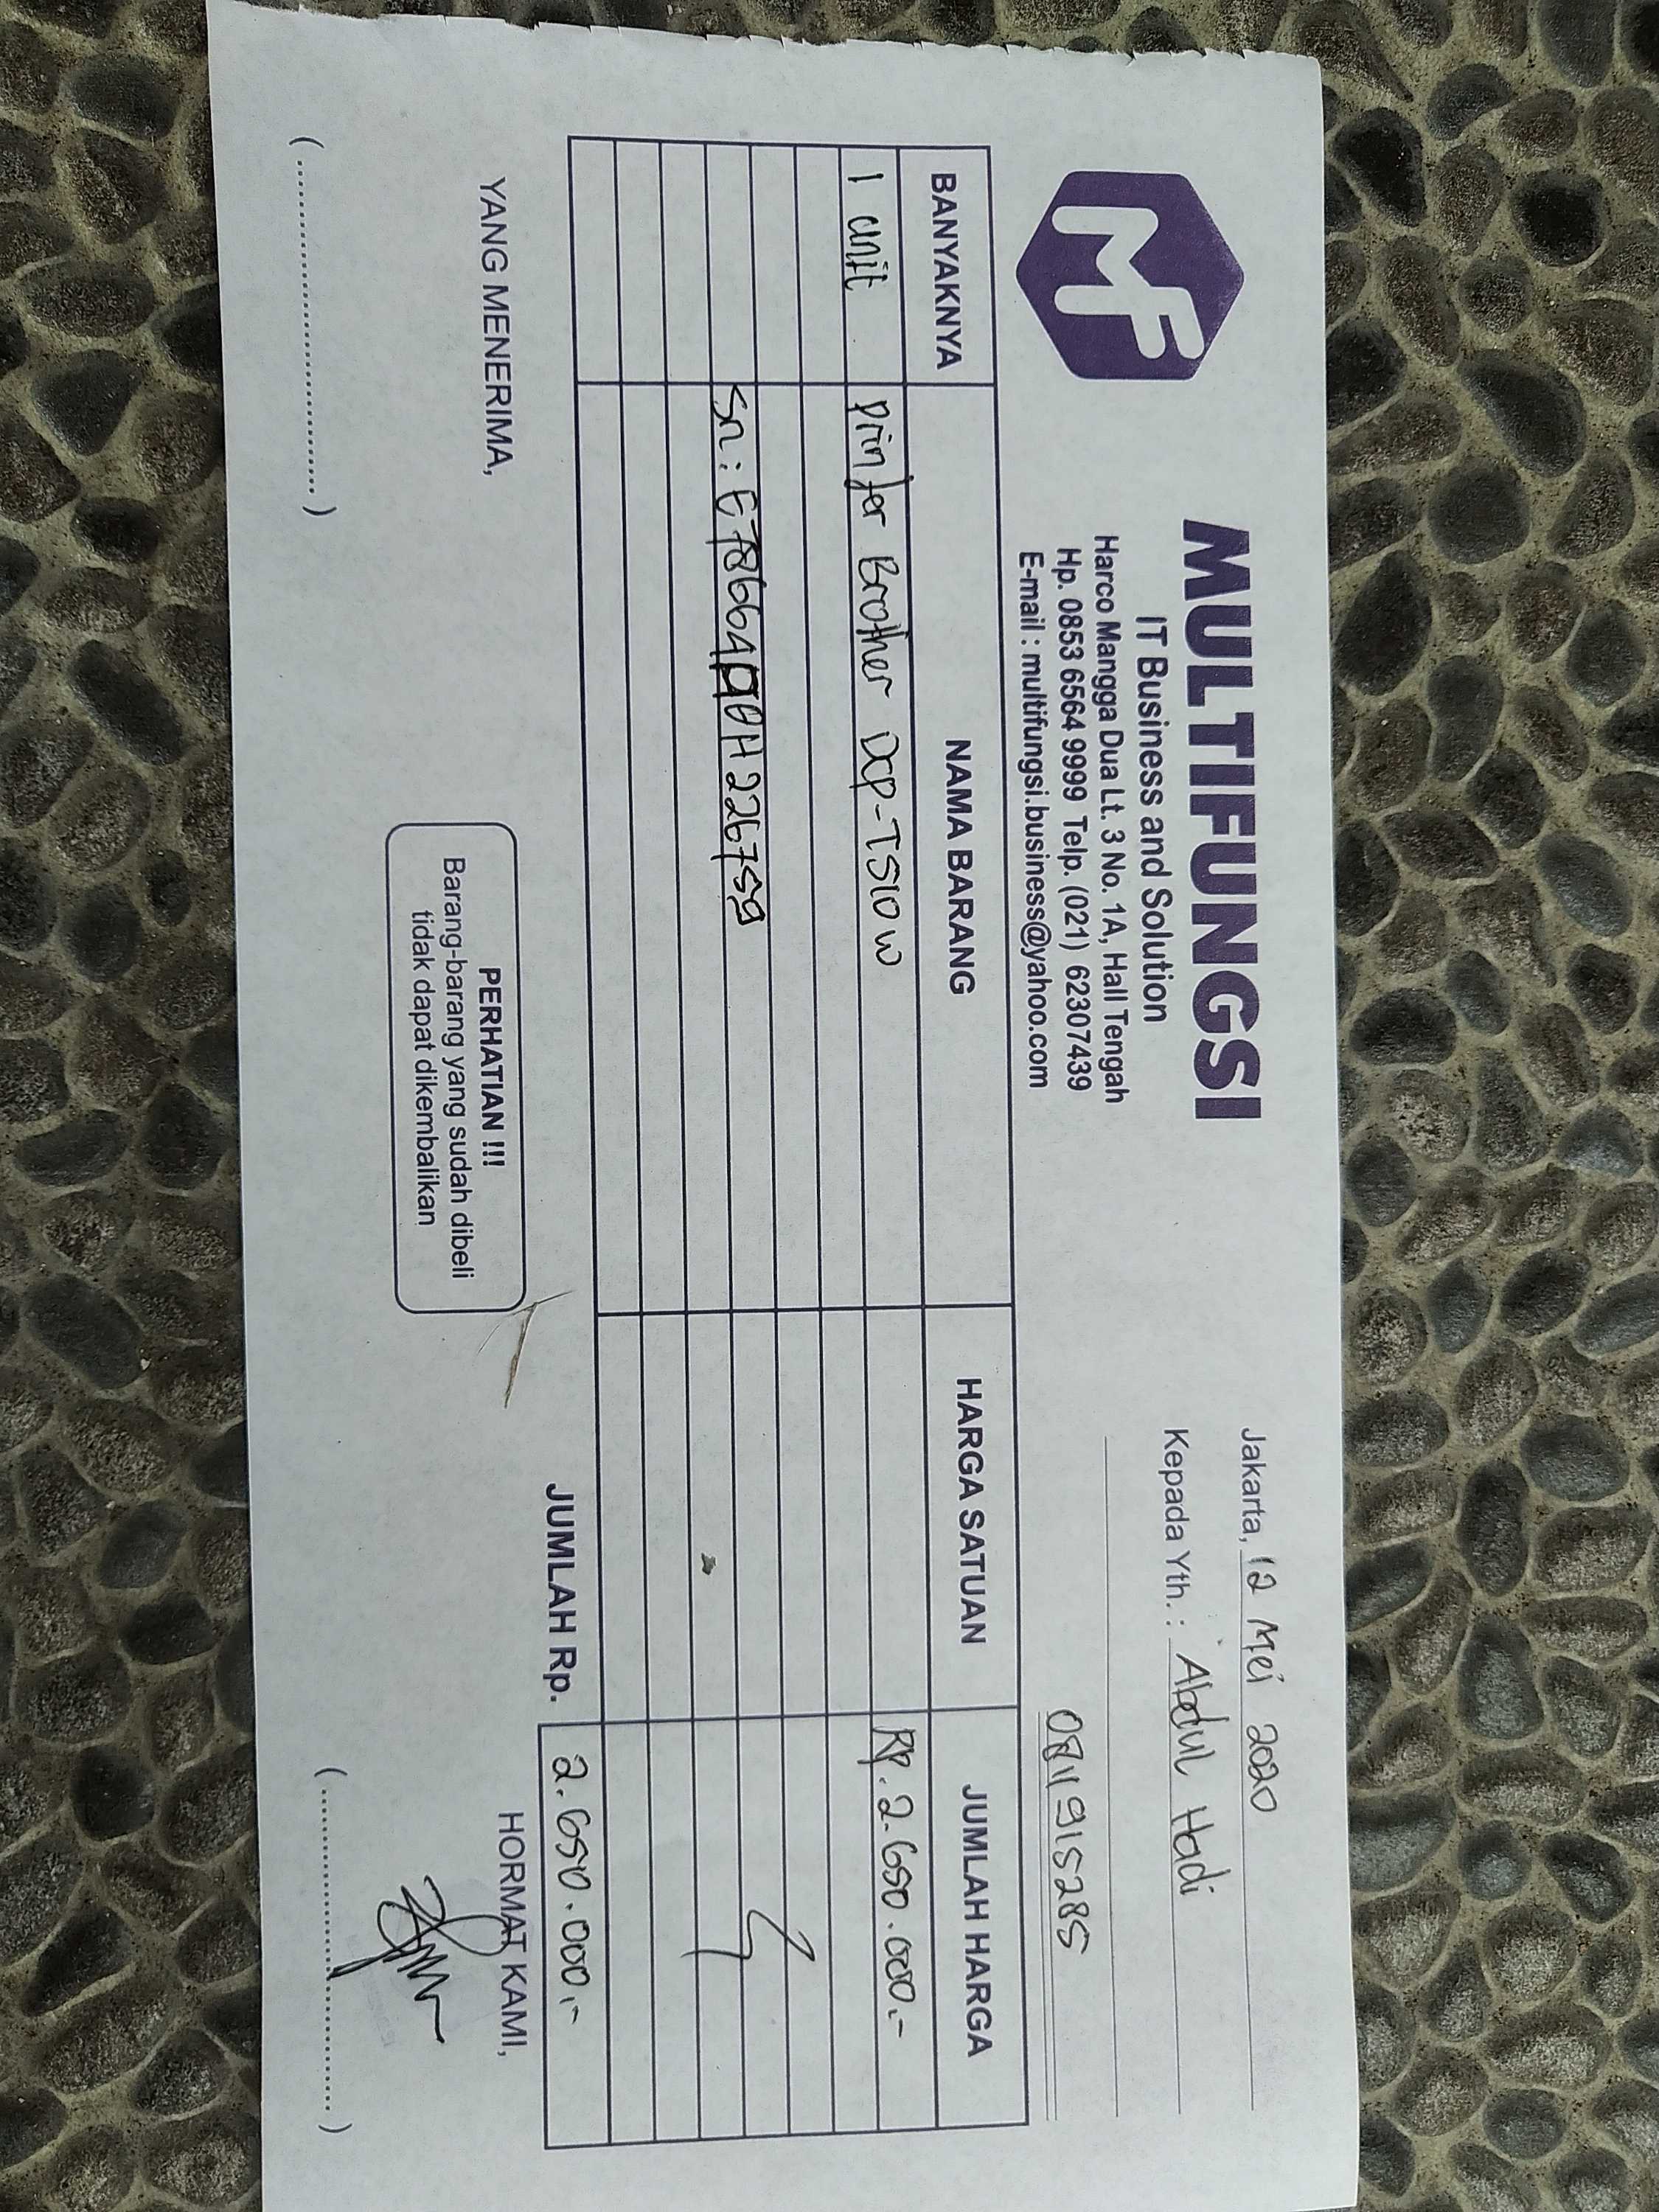 MF
MULTIFUNGSI
IT Business and Solution
Harco Mangga Dua Lt. 3 No. 1A, Hall Tengah
Hp. 0853 6564 9999 Telp. (021) 62307439
E-mail : multifungsi.business@yahoo.com
Jakarta, 12 Mei 2020
Kepada Yth. : Abdul Hadi
0811915285
BANYAKNYA NAMA BARANG HARGA SATUAN JUMLAH HARGA
1 unit Printer Brother Dcp-T510w Rp. 2.650.000.-
Sn :
JUMLAH Rp. 2.650.000,-
YANG MENERIMA,
PERHATIAN !!!
Barang-barang yang sudah dibeli
tidak dapat dikembalikan
HORMAT KAMI,